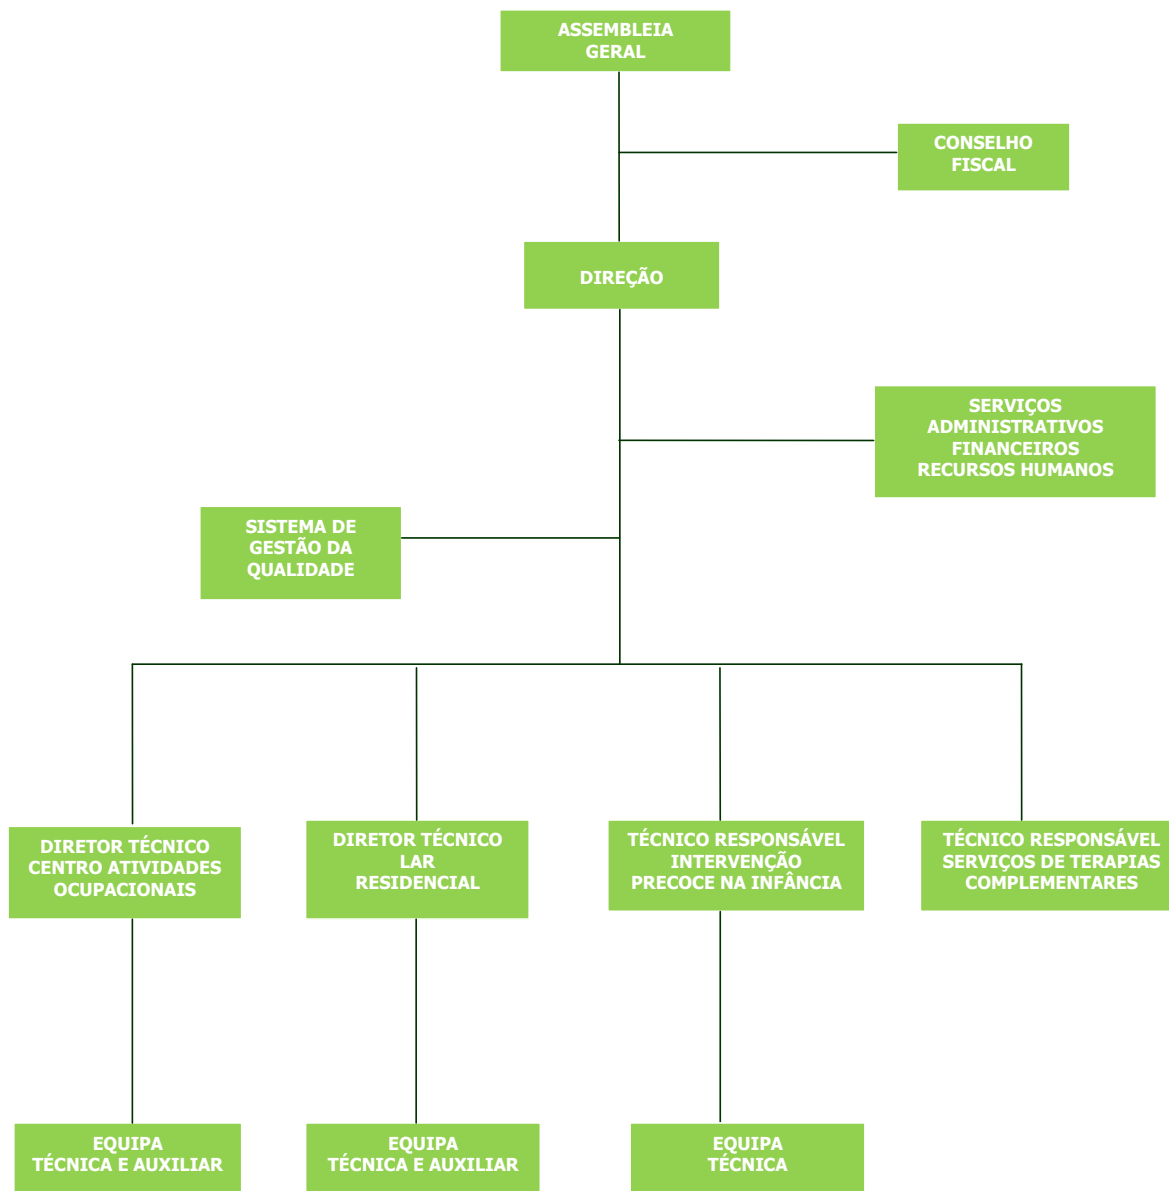 ASSEMBLEIA
GERAL
CONSELHO
FISCAL
DIREÇÃO
SERVIÇOS
ADMINISTRATIVOS
FINANCEIROS
RECURSOS HUMANOS
SISTEMA DE
GESTÃO DA
QUALIDADE
DIRETOR TÉCNICO
CENTRO ATIVIDADES
OCUPACIONAIS
DIRETOR TÉCNICO
LAR
RESIDENCIAL
TÉCNICO RESPONSÁVEL
INTERVENÇÃO
PRECOCE NA INFÂNCIA
TÉCNICO RESPONSÁVEL
SERVIÇOS DE TERAPIAS
COMPLEMENTARES
EQUIPA
TÉCNICA E AUXILIAR
EQUIPA
TÉCNICA E AUXILIAR
EQUIPA
TÉCNICA